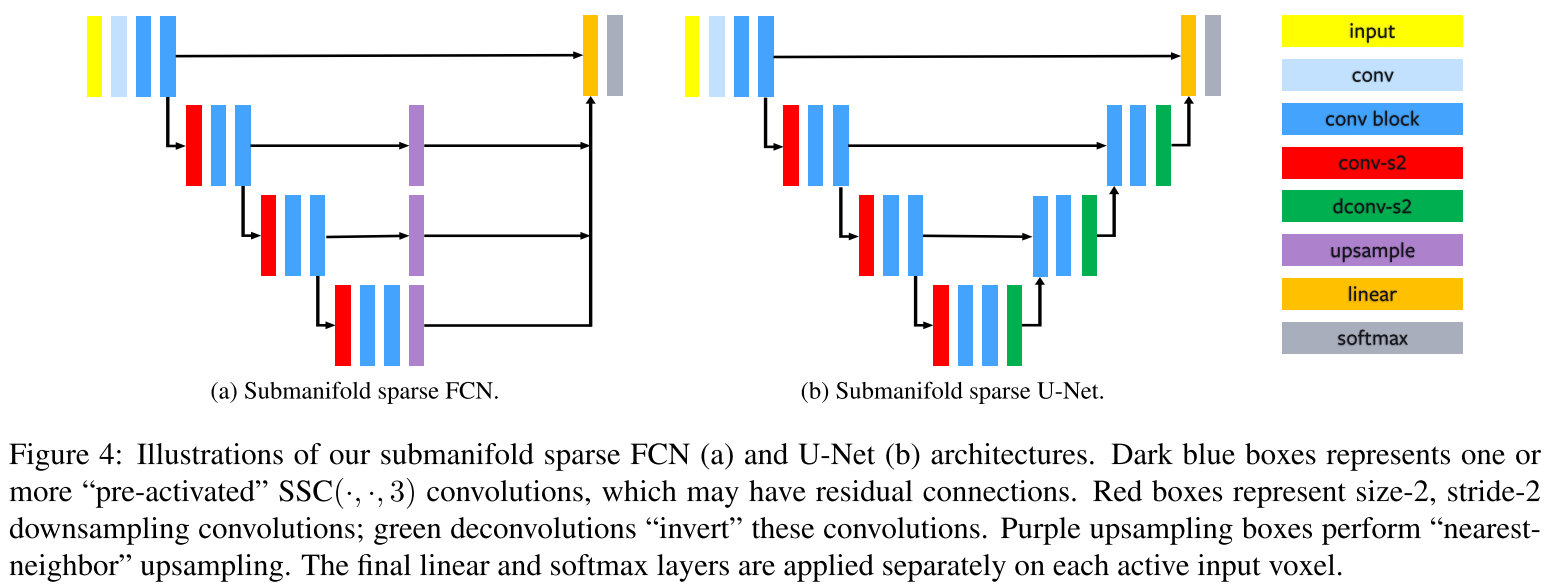 input
conv
conv block
conv-s2
dconv-s2
upsample
linear
softmax
(a) Submanifold sparse FCN.
(b) Submanifold sparse U-Net.
Figure 4: Illustrations of our submanifold sparse FCN (a) and U-Net (b) architectures. Dark blue boxes represents one or
more “pre-activated” SSC(·, ·, 3) convolutions, which may have residual connections. Red boxes represent size-2, stride-2
downsampling convolutions; green deconvolutions “invert” these convolutions. Purple upsampling boxes perform “nearest-
neighbor” upsampling. The final linear and softmax layers are applied separately on each active input voxel.